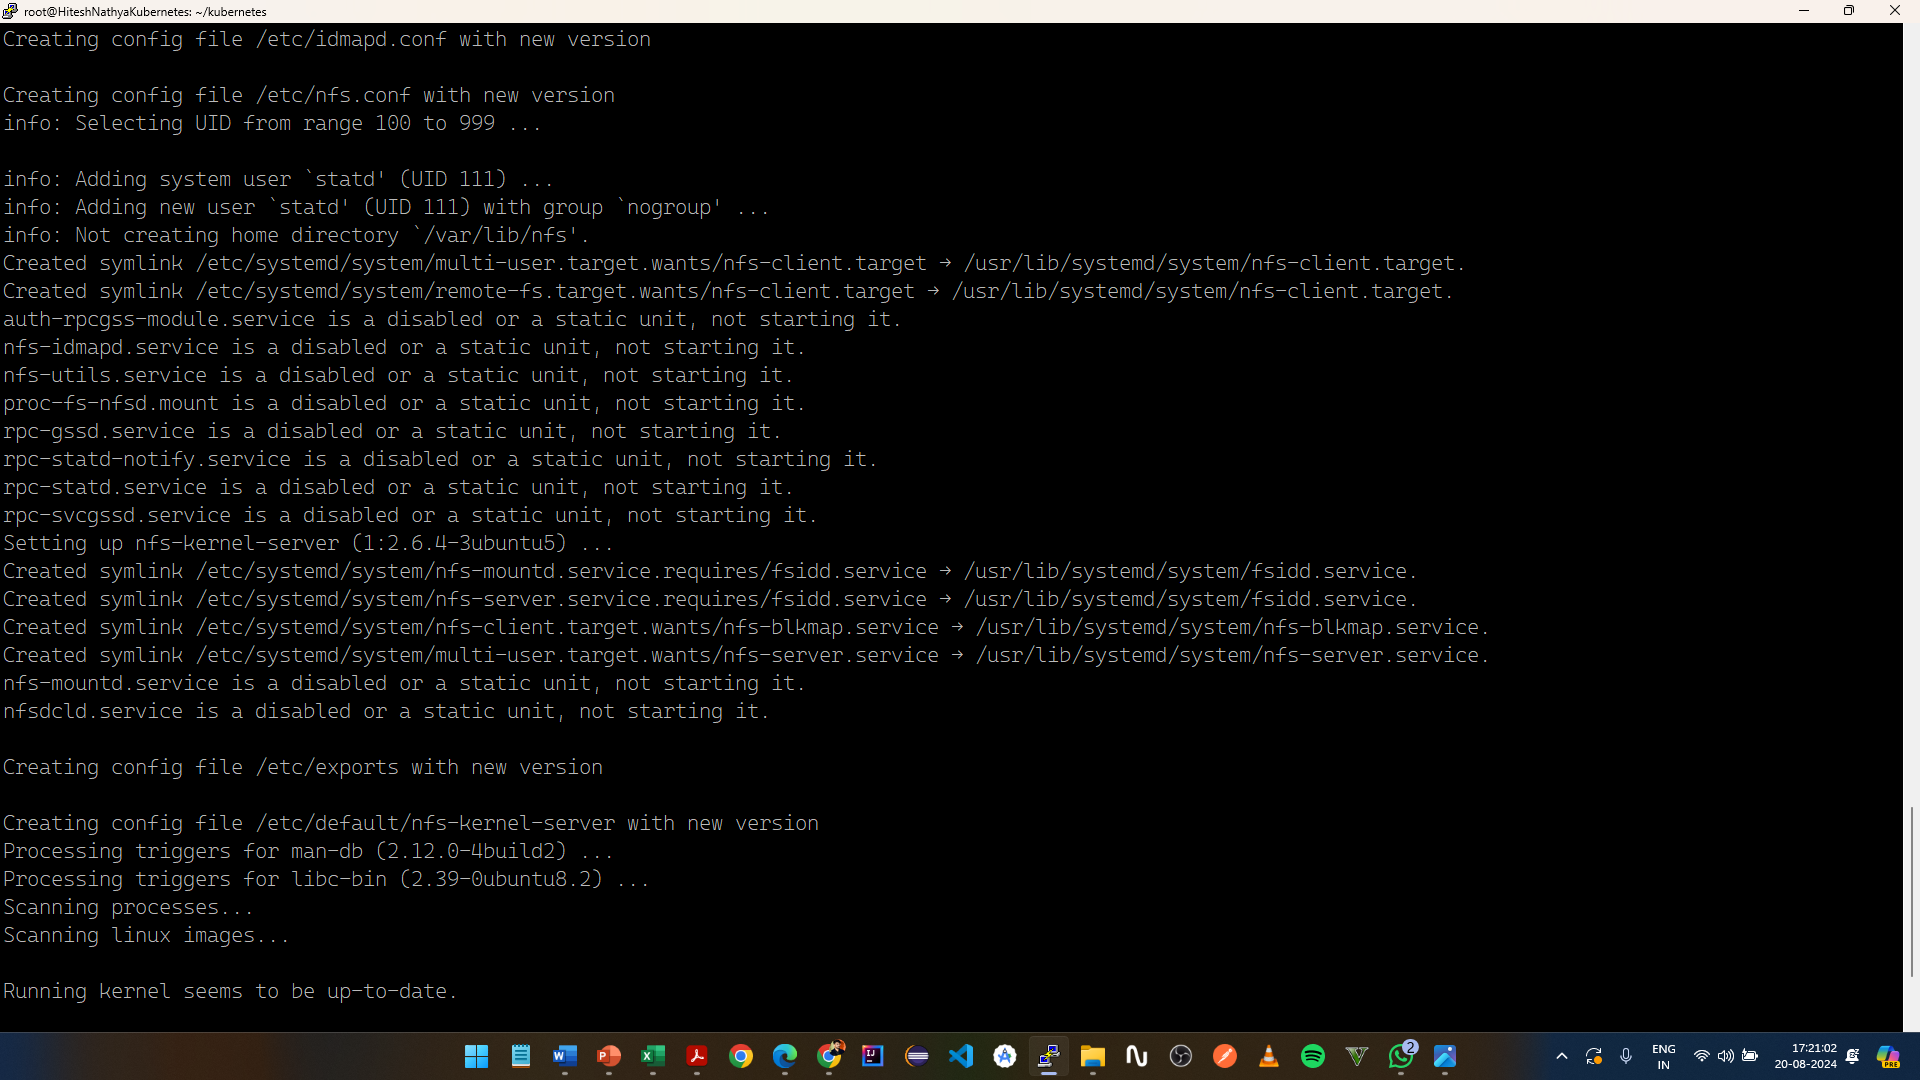 root@HiteshNathyaKubernetes: ~/kubernetes
Creating config file /etc/idmapd.conf with new version
Creating config file /etc/nfs.conf with new version
info: Selecting UID from range 100 to 999 ...
info: Adding system user `statd' (UID 111) ...
info: Adding new user `statd' (UID 111) with group `nogroup' ...
info: Not creating home directory `/var/lib/nfs'.
Created symlink /etc/systemd/system/multi-user.target.wants/nfs-client.target → /usr/lib/systemd/system/nfs-client.target.
Created symlink /etc/systemd/system/remote-fs.target.wants/nfs-client.target → /usr/lib/systemd/system/nfs-client.target.
auth-rpcgss-module.service is a disabled or a static unit, not starting it.
nfs-idmapd.service is a disabled or a static unit, not starting it.
nfs-utils.service is a disabled or a static unit, not starting it.
proc-fs-nfsd.mount is a disabled or a static unit, not starting it.
rpc-gssd.service is a disabled or a static unit, not starting it.
rpc-statd-notify.service is a disabled or a static unit, not starting it.
rpc-statd.service is a disabled or a static unit, not starting it.
rpc-svcgssd.service is a disabled or a static unit, not starting it.
Setting up nfs-kernel-server (1:2.6.4-3ubuntu5) ...
Created symlink /etc/systemd/system/nfs-mountd.service.requires/fsidd.service → /usr/lib/systemd/system/fsidd.service.
Created symlink /etc/systemd/system/nfs-server.service.requires/fsidd.service → /usr/lib/systemd/system/fsidd.service.
Created symlink /etc/systemd/system/nfs-client.target.wants/nfs-blkmap.service → /usr/lib/systemd/system/nfs-blkmap.service.
Created symlink /etc/systemd/system/multi-user.target.wants/nfs-server.service → /usr/lib/systemd/system/nfs-server.service.
nfs-mountd.service is a disabled or a static unit, not starting it.
nfsdcld.service is a disabled or a static unit, not starting it.
Creating config file /etc/exports with new version
Creating config file /etc/default/nfs-kernel-server with new version
Processing triggers for man-db (2.12.0-4build2) ...
Processing triggers for libc-bin (2.39-0ubuntu8.2) ...
Scanning processes...
Scanning linux images...
Running kernel seems to be up-to-date.
2
ENG
IN
17:21:02
20-08-2024
PRE